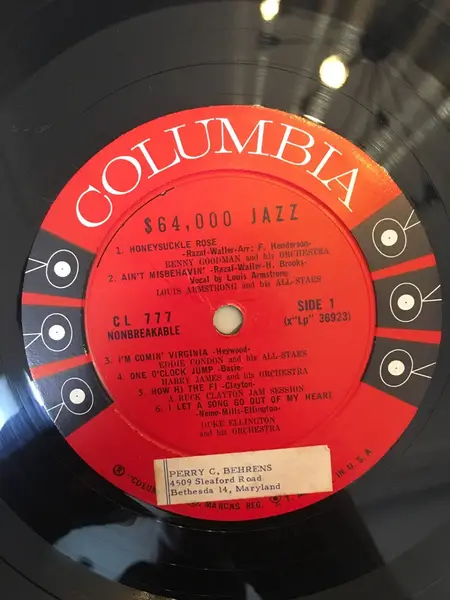 COLUMBIA
$64,000 JAZZ
1. HONEYSUCKLE ROSE
-Razaf-Waller-Arr: F. Henderson-
BENNY GOODMAN and his ORCHESTRA
2. AIN'T MISBEHAVIN' -Razaf-Waller-H. Brooks-
Vocal by Louis Armstrong
LOUIS ARMSTRONG and his ALL-STARS
CL 777
NONBREAKABLE
SIDE 1
(x"Lp" 36923)
3. I'M COMIN' VIRGINIA -Heywood-
EDDIE CONDON and his ALL-STARS
4. ONE O'CLOCK JUMP -Basie-
HARRY JAMES and his ORCHESTRA
5. HOW HI THE FI -Clayton-
A BUCK CLAYTON JAM SESSION
6. I LET A SONG GO OUT OF MY HEART
-Nemo-Mills-Ellington-
DUKE ELLINGTON
and his ORCHESTRA
PERRY C. BEHRENS
4509 Sleaford Road
Bethesda 14, Maryland
® "COLUM
MARCAS REG.
IN U.S.A.